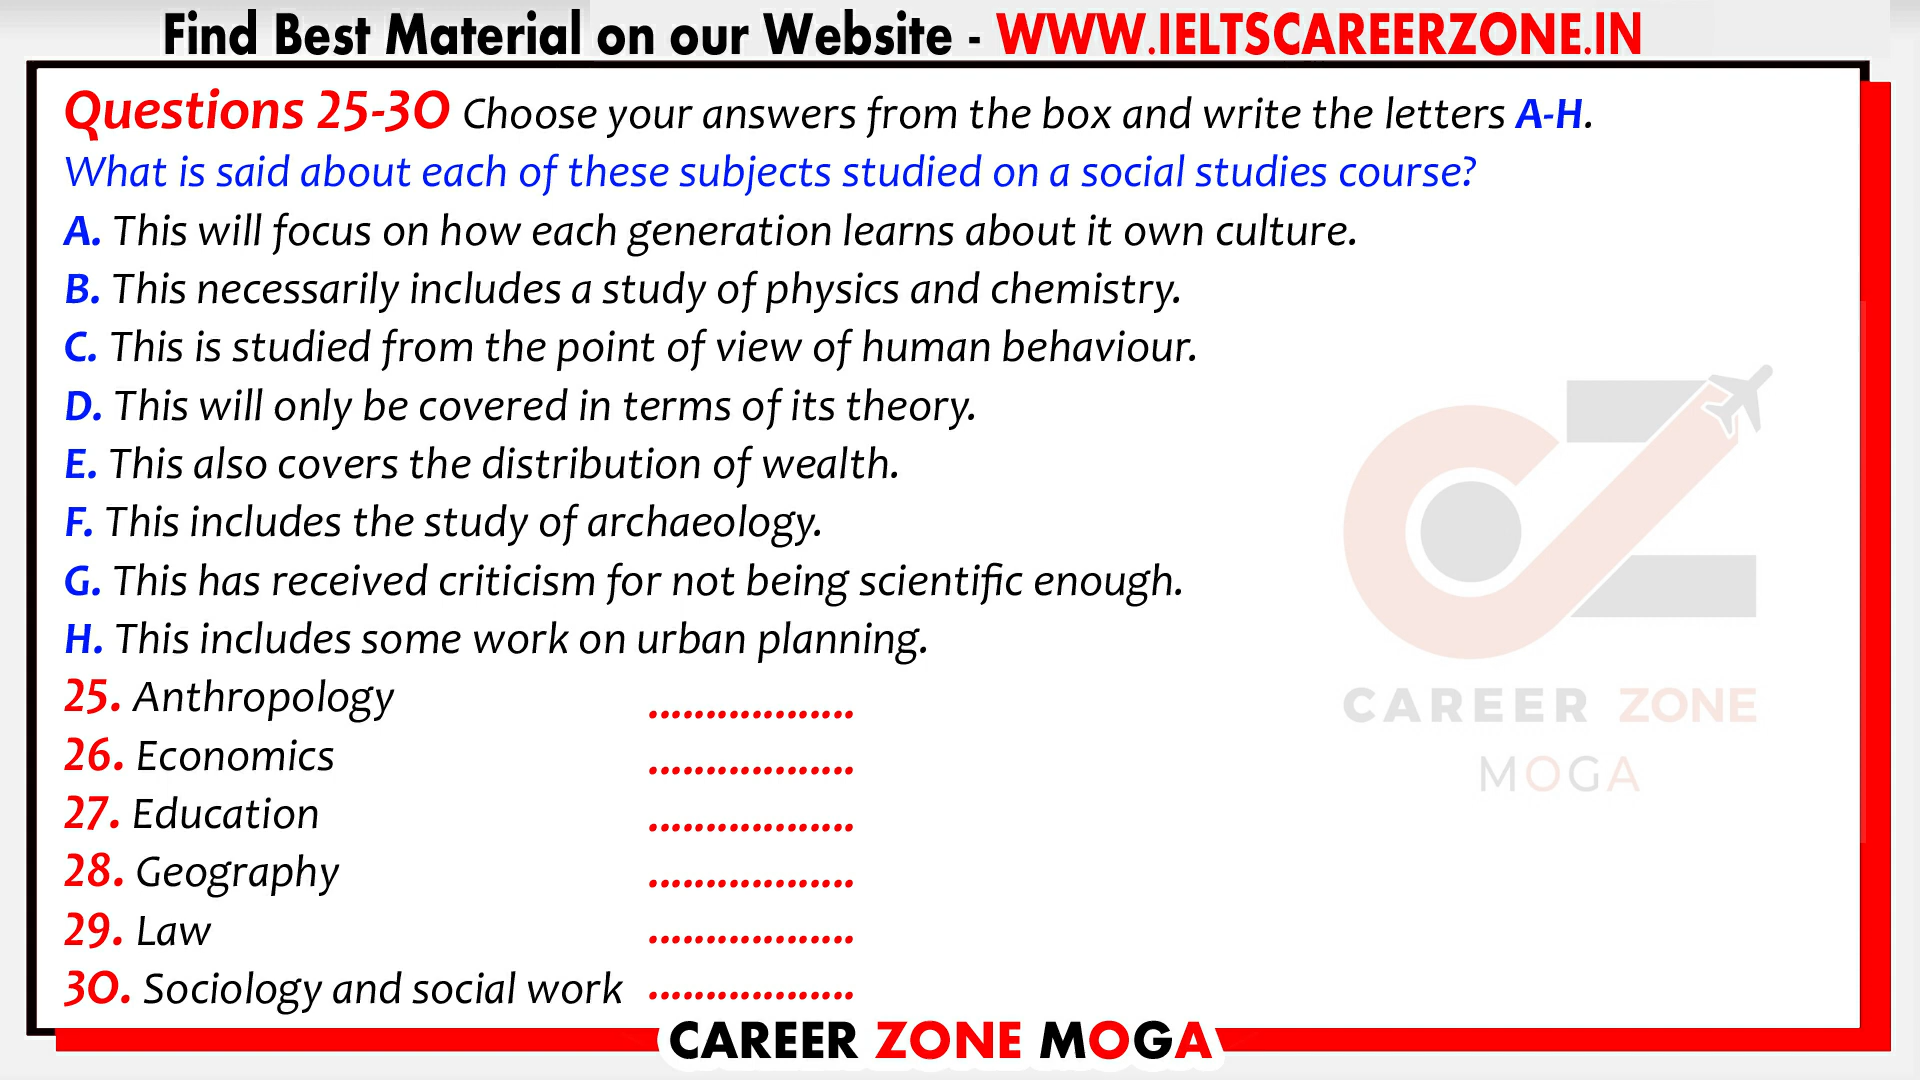 Find Best Material on our Website - WWW.IELTSCAREERZONE.IN
Questions 25-30 Choose your answers from the box and write the letters A-H.
What is said about each of these subjects studied on a social studies course?
A. This will focus on how each generation learns about it own culture.
B. This necessarily includes a study of physics and chemistry.
C. This is studied from the point of view of human behaviour.
D. This will only be covered in terms of its theory.
E. This also covers the distribution of wealth.
F. This includes the study of archaeology.
G. This has received criticism for not being scientific enough.
H. This includes some work on urban planning.
25. Anthropology ..................
26. Economics ..................
27. Education ..................
28. Geography ..................
29. Law ..................
30. Sociology and social work ..................
CAREER ZONE
MOGA
CAREER ZONE MOGA